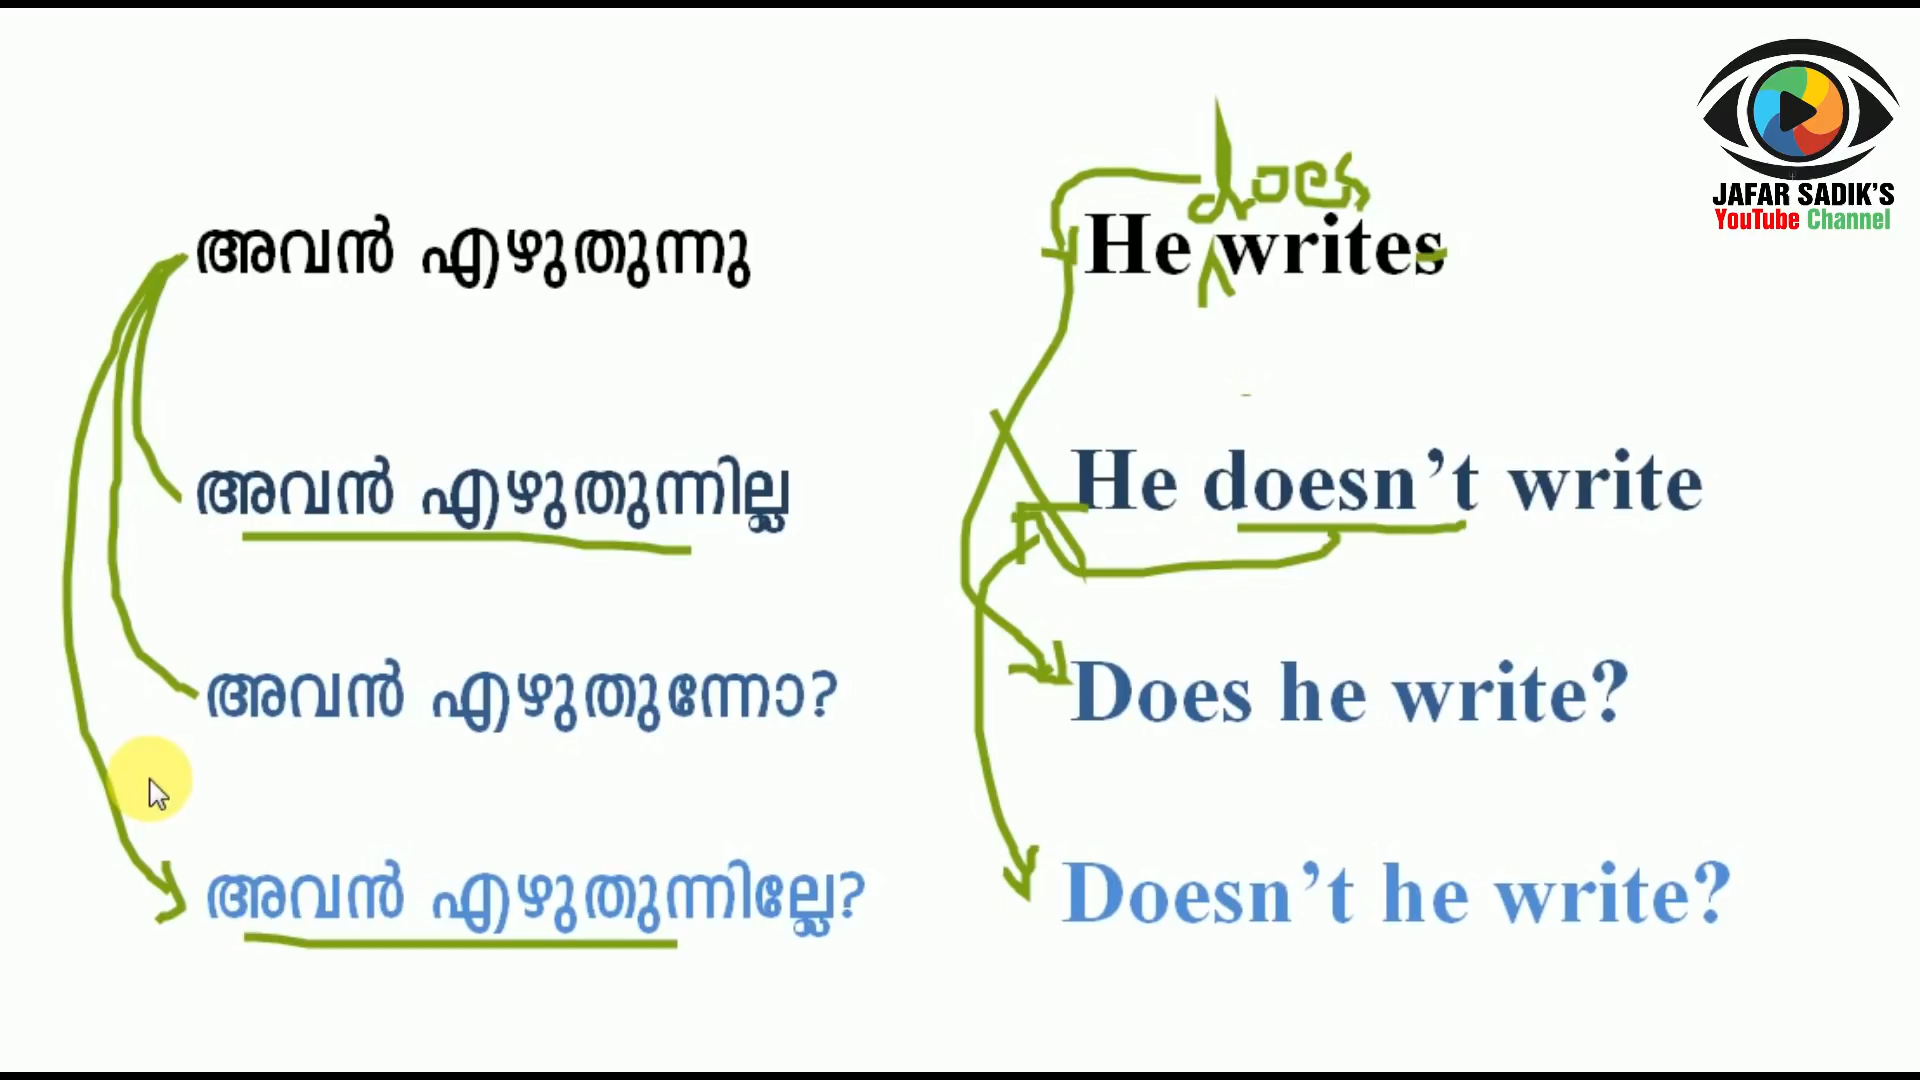 JAFAR SADIK'S
YouTube Channel
does
അവൻ എഴുതുന്നു He writes
അവൻ എഴുതുന്നില്ല He doesn't write
അവൻ എഴുതുന്നോ? Does he write?
അവൻ എഴുതുന്നില്ലേ? Doesn't he write?